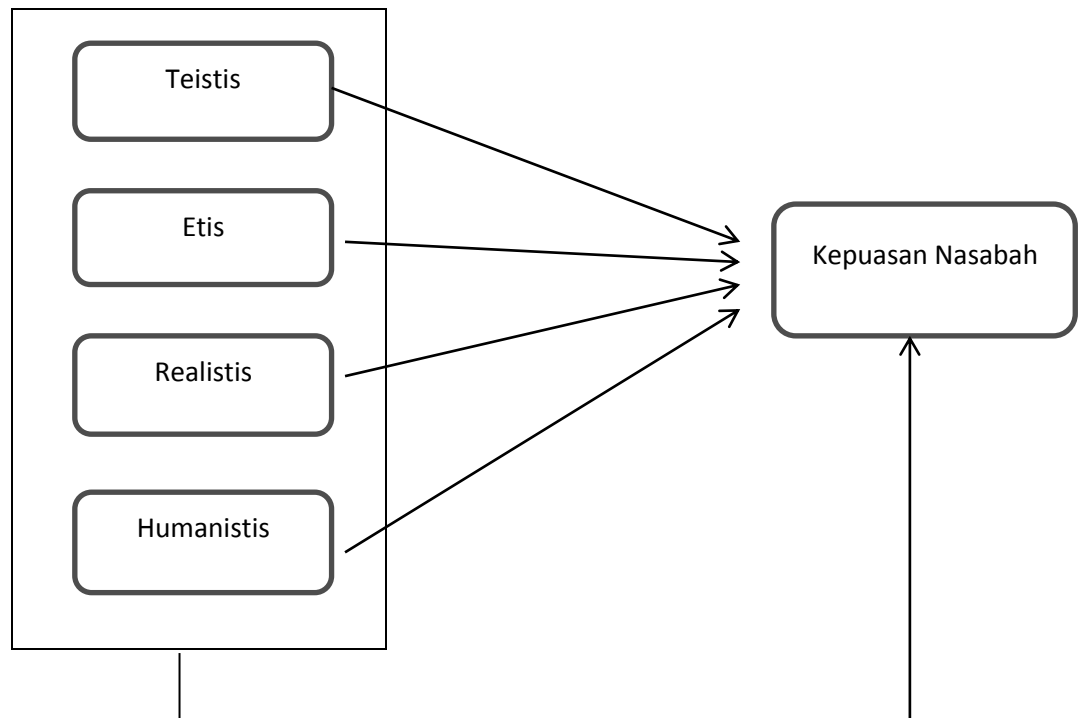 Teistis
Etis
Kepuasan Nasabah
Realistis
Humanistis